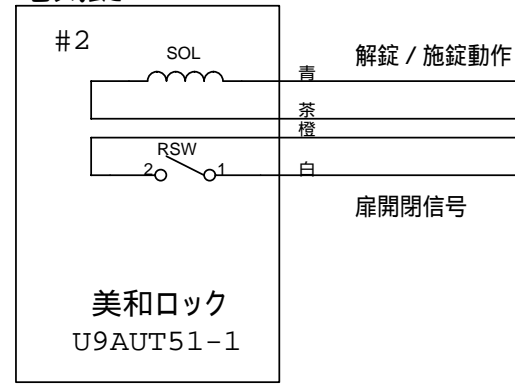 #2
SOL
青
解錠 / 施錠動作
茶
橙
RSW
2
1
白
扉開閉信号
美和ロック
U9AUT51-1